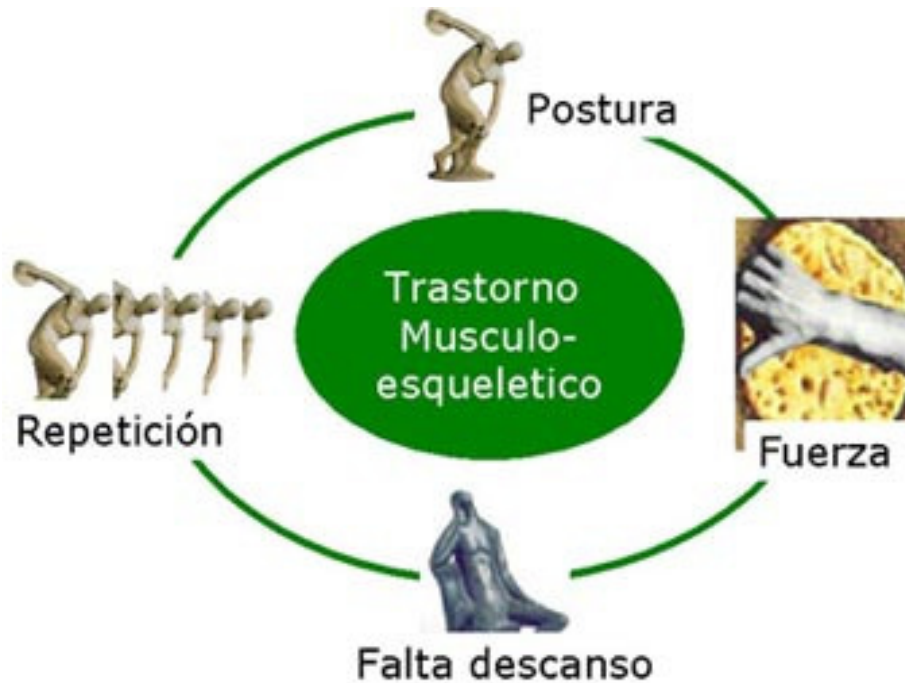 Postura
Trastorno
Musculo-
esqueletico
Repetición
Fuerza
Falta descanso